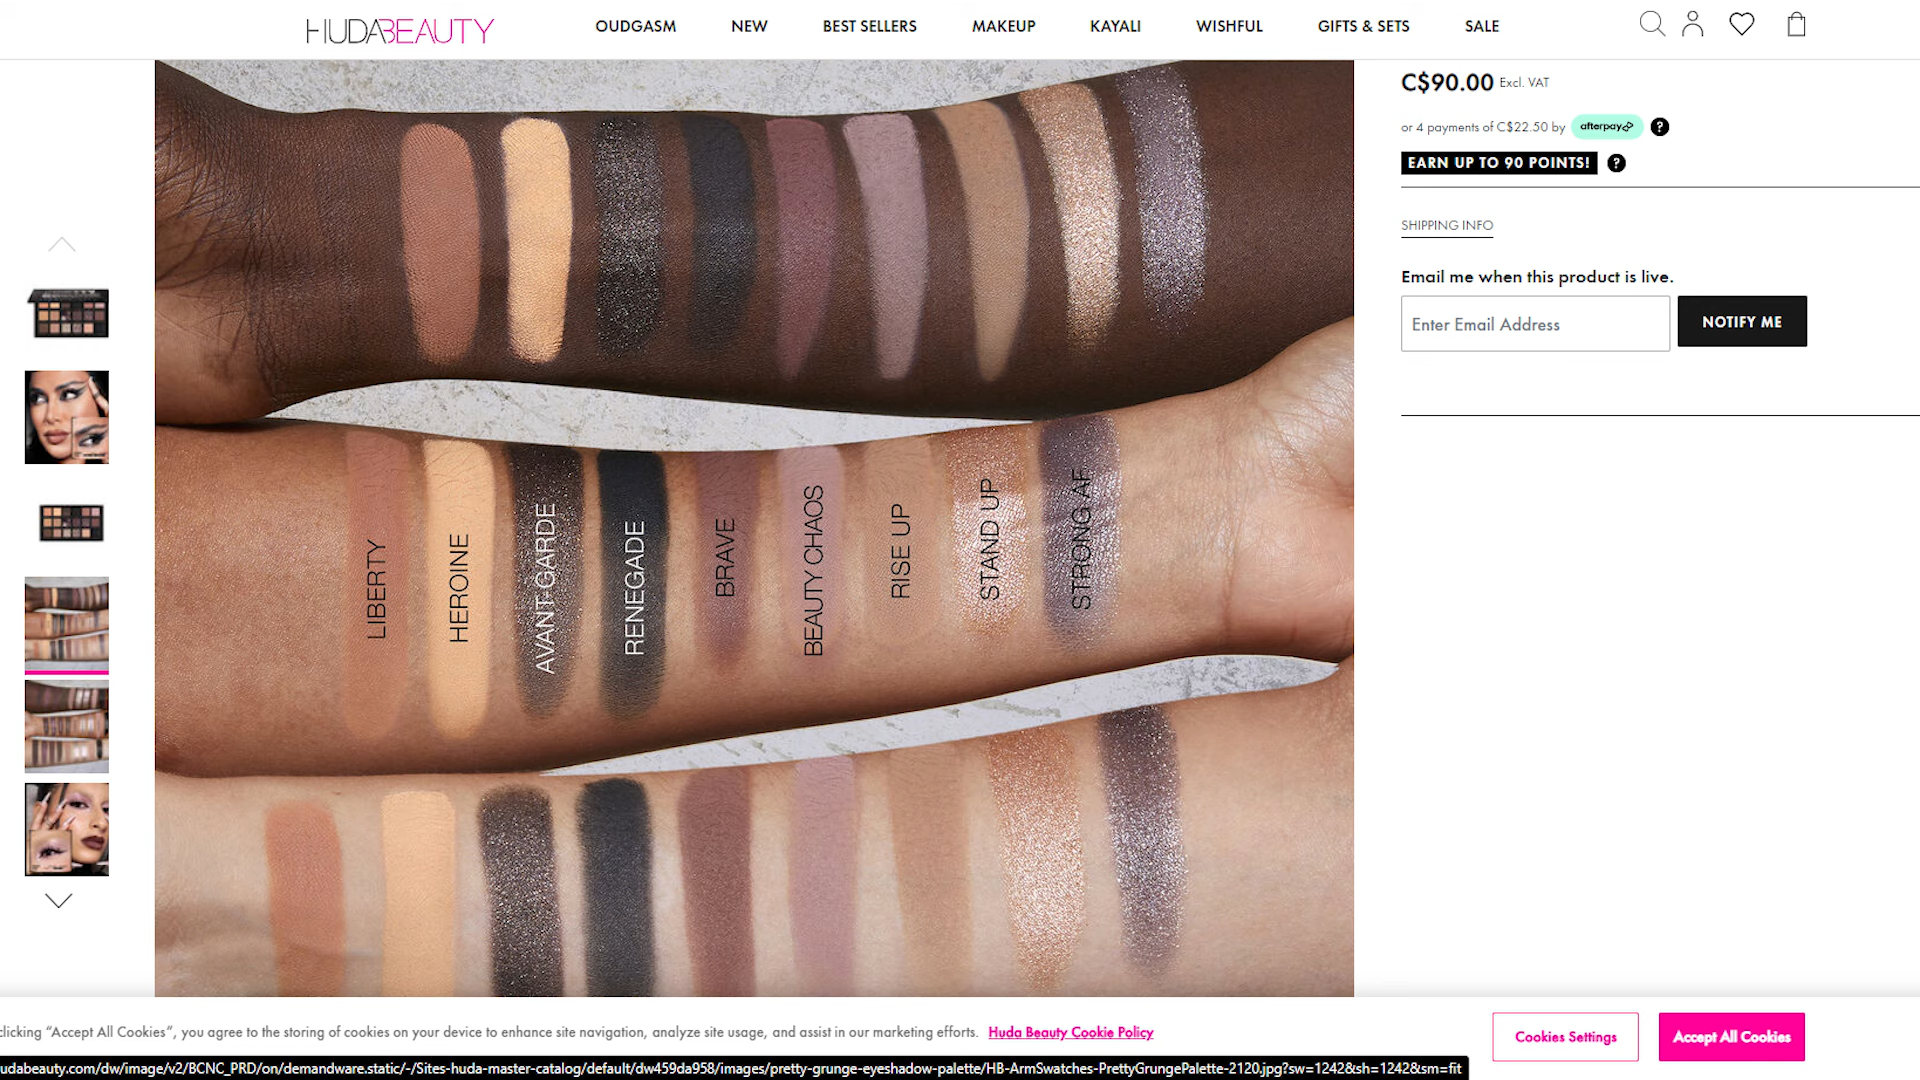 HUDABEAUTY
OUDGASM NEW BEST SELLERS MAKEUP KAYALI WISHFUL GIFTS & SETS SALE
C$90.00 Excl. VAT
or 4 payments of C$22.50 by afterpay ?
EARN UP TO 90 POINTS! ?
SHIPPING INFO
Email me when this product is live.
Enter Email Address
NOTIFY ME
LIBERTY
HEROINE
AVANT-GARDE
RENEGADE
BRAVE
BEAUTY CHAOS
RISE UP
STAND UP
STRONG AF
clicking “Accept All Cookies”, you agree to the storing of cookies on your device to enhance site navigation, analyze site usage, and assist in our marketing efforts. Huda Beauty Cookie Policy
Cookies Settings
Accept All Cookies
udabeauty.com/dw/image/v2/BCNC_PRD/on/demandware.static/-/Sites-huda-master-catalog/default/dw459da958/images/pretty-grunge-eyeshadow-palette/HB-ArmSwatches-PrettyGrungePalette-2120.jpg?sw=1242&sh=1242&sm=fit